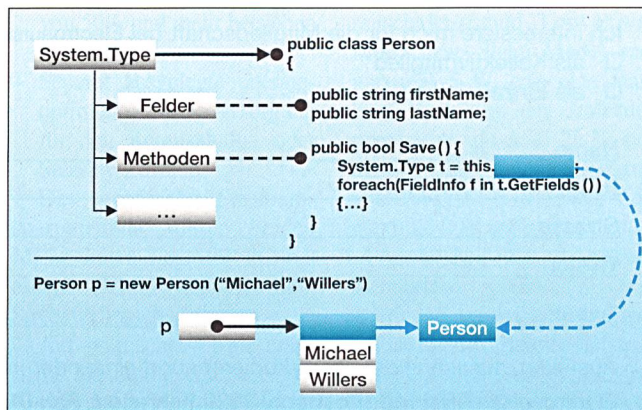 System.Type
public class Person
{
Felder
public string firstName;
public string lastName;
Methoden
public bool Save() {
System.Type t = this. ;
foreach(FieldInfo f in t.GetFields())
{...}
}
}
...
Person p = new Person (“Michael”,“Willers”)
p
Person
Michael
Willers